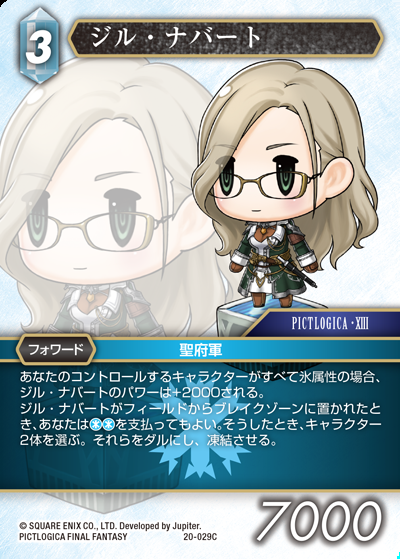 3
ジル・ナバート
PICTLOGICA・XIII
フォワード
聖府軍
あなたのコントロールするキャラクターがすべて氷属性の場合、
ジル・ナバートのパワーは+2000される。
ジル・ナバートがフィールドからブレイクゾーンに置かれたと
き、あなたは を支払ってもよい。そうしたとき、キャラクター
2体を選ぶ。それらをダルにし、凍結させる。
© SQUARE ENIX CO., LTD. Developed by Jupiter.
PICTLOGICA FINAL FANTASY
20-029C
7000